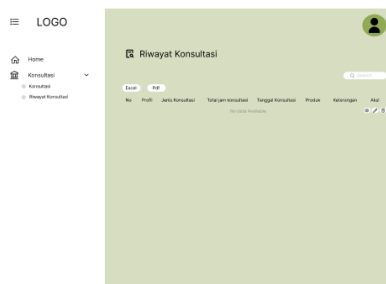 LOGO
Home
Konsultasi
Konsultasi
Riwayat Konsultasi
Riwayat Konsultasi
Search
Excel Pdf
No Profil Jenis Konsultasi Total jam konsultasi Tanggal Konsultasi Produk Keterangan Aksi
No data Available